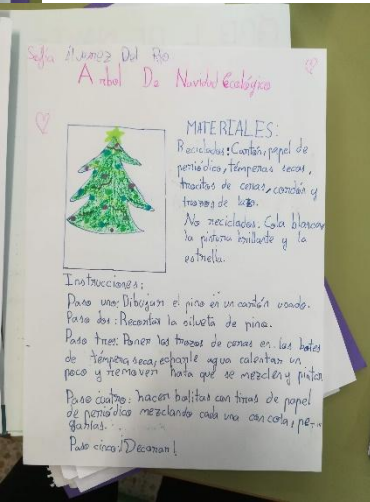 Sofía Álvarez Del Río
Árbol De Navidad Ecológico
MATERIALES:
Reciclados: Cartón, papel de
periódico, témperas secas,
trocitos de ceras, cordón y
trozos de
No reciclados: Cola blanca,
la pintura brillante y la
estrella.
Instrucciones:
Paso uno: Dibujar el pino en un cartón usado.
Paso dos: Recortar la silueta de pino.
Paso tres: Poner los trozos de ceras en los botes
de témpera seca, echarle agua calentar un
poco y remover hata que se mezclen y pintar
Paso cuatro: hacer bolitas con tiras de papel
de periódico mezclando cada una con cola, pe-
garlas.
Paso cinco: ¡Decorar!